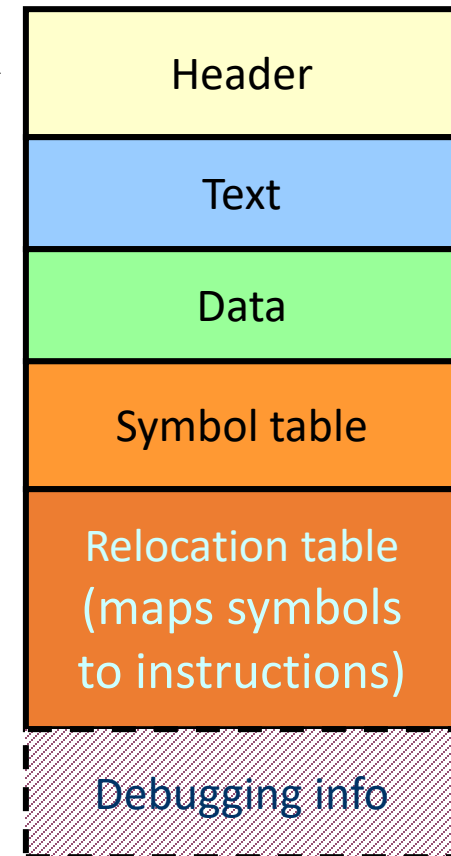 Header
Text
Data
Symbol table
Relocation table
(maps symbols
to instructions)
Debugging info